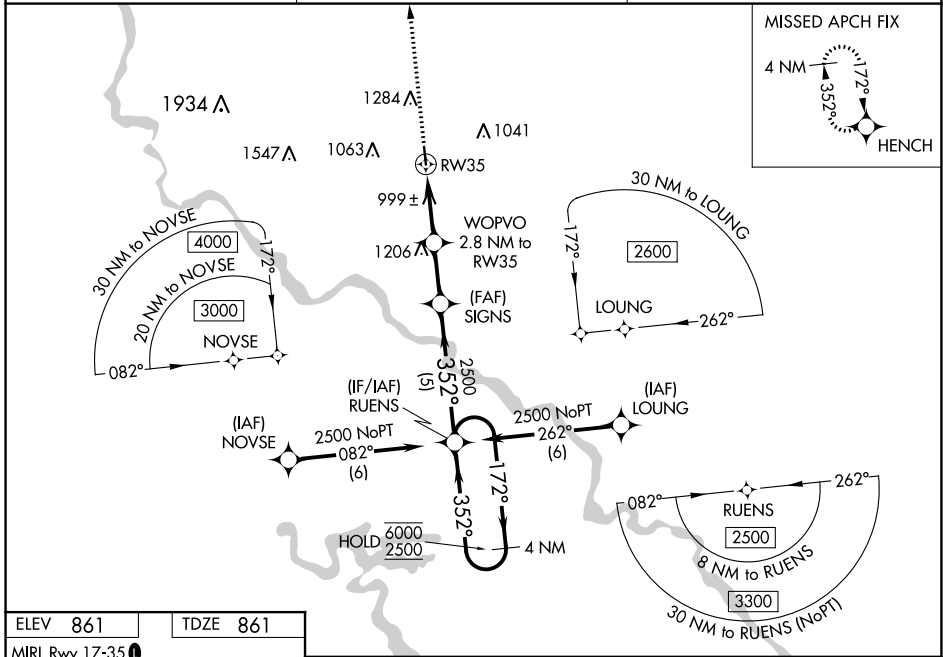 MISSED APCH FIX
4 NM
172°
352°
HENCH
1934
1284
1041
1547
1063
RW35
999 ±
WOPVO
2.8 NM to
RW35
1206
(FAF)
SIGNS
30 NM to NOVSE
4000
172°
20 NM to NOVSE
3000
NOVSE
082°
30 NM to LOUNG
172°
2600
LOUNG
262°
2500
352°
(5)
(IF/IAF)
RUENS
(IAF)
NOVSE
2500 NoPT
082°
(6)
(IAF)
LOUNG
2500 NoPT
262°
(6)
172°
352°
HOLD
6000
2500
4 NM
082°
262°
RUENS
2500
8 NM to RUENS
3300
30 NM to RUENS (NoPT)
ELEV 861
TDZE 861
MIRL Rwy 17-35 L